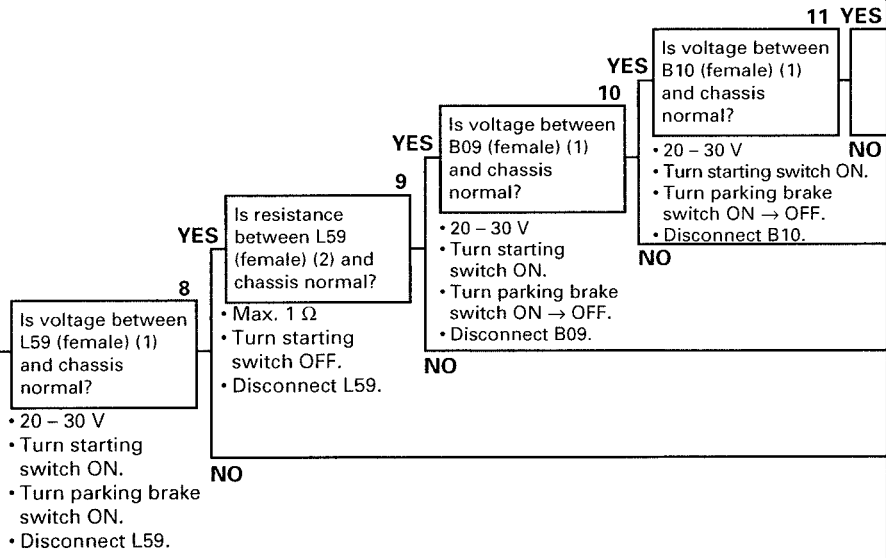 8
Is voltage between
L59 (female) (1)
and chassis
normal?
• 20 – 30 V
• Turn starting
switch ON.
• Turn parking brake
switch ON.
• Disconnect L59.
YES
NO
9
Is resistance
between L59
(female) (2) and
chassis normal?
• Max. 1 Ω
• Turn starting
switch OFF.
• Disconnect L59.
YES
NO
10
Is voltage between
B09 (female) (1)
and chassis
normal?
• 20 – 30 V
• Turn starting
switch ON.
• Turn parking brake
switch ON → OFF.
• Disconnect B09.
YES
NO
11
Is voltage between
B10 (female) (1)
and chassis
normal?
• 20 – 30 V
• Turn starting switch ON.
• Turn parking brake
switch ON → OFF.
• Disconnect B10.
YES
NO